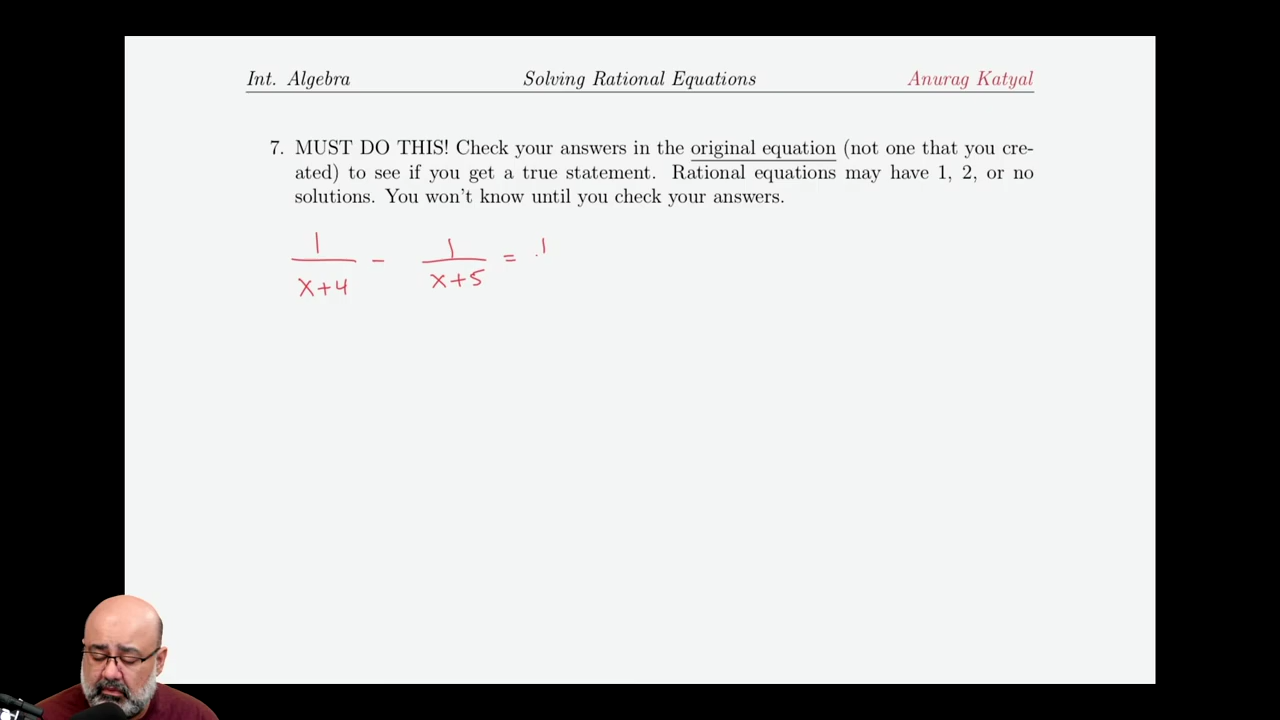 Int. Algebra Solving Rational Equations Anurag Katyal
7. MUST DO THIS! Check your answers in the original equation (not one that you cre-
ated) to see if you get a true statement. Rational equations may have 1, 2, or no
solutions. You won't know until you check your answers.
1/(x+4) - 1/(x+5) =